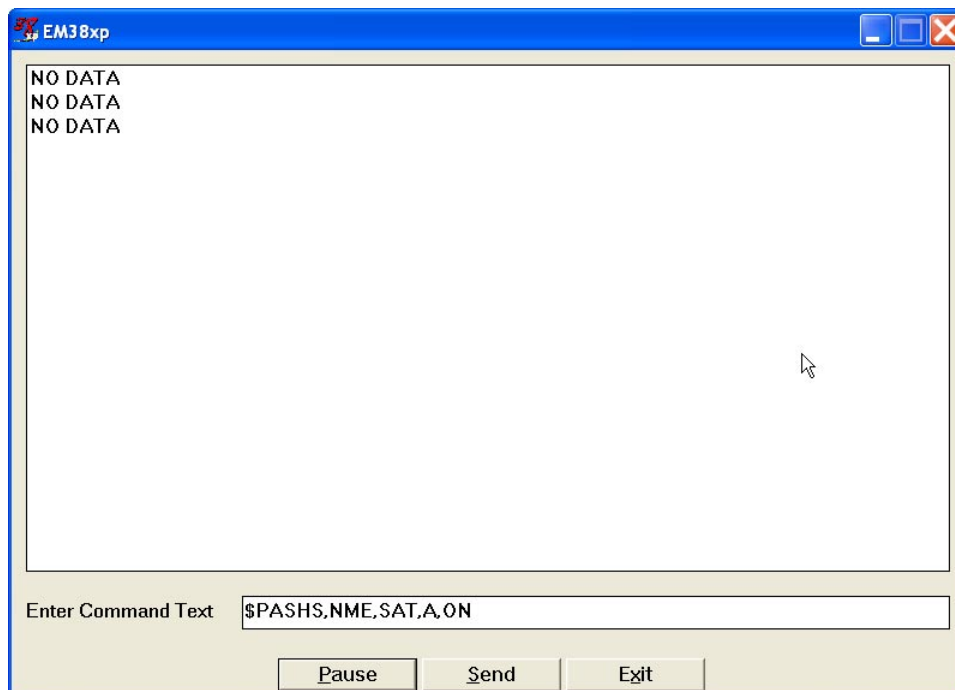 EM38xp
NO DATA
NO DATA
NO DATA
Enter Command Text
$PASHS,NME,SAT,A,ON
Pause
Send
Exit